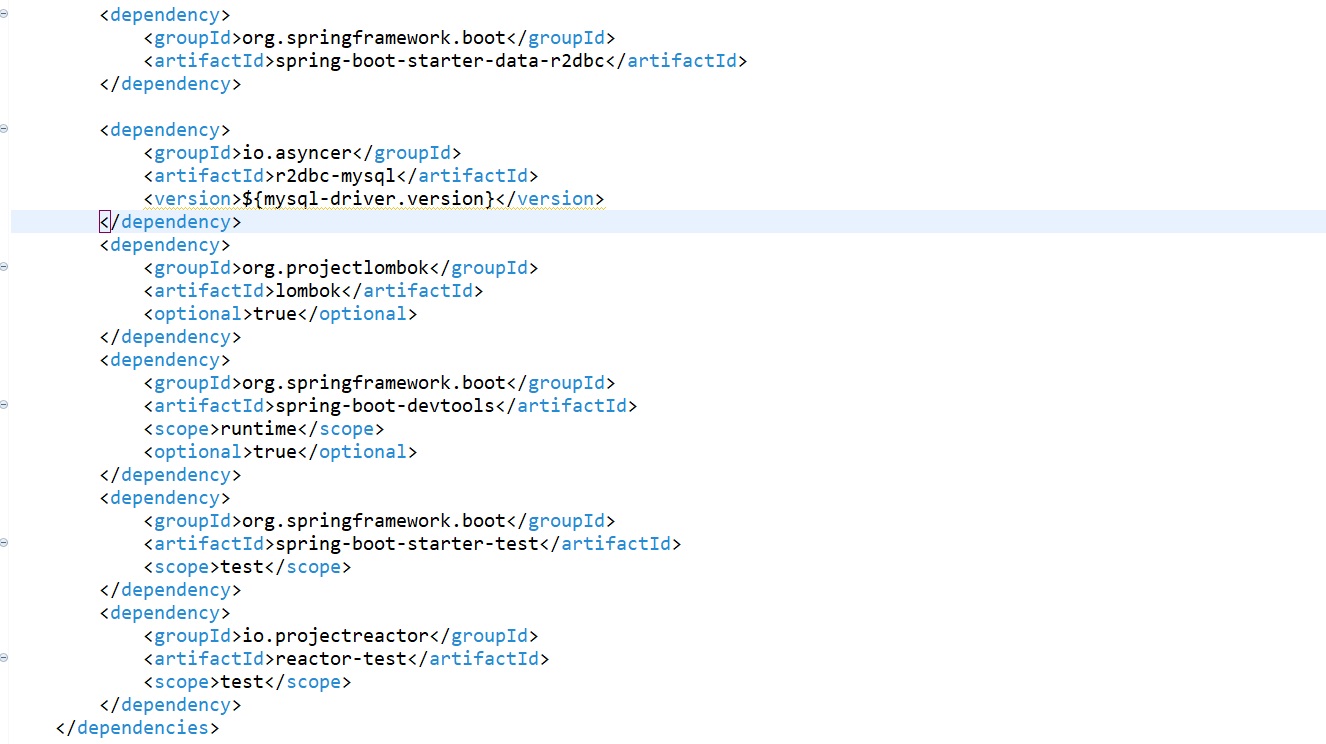 <dependency>
<groupId>org.springframework.boot</groupId>
<artifactId>spring-boot-starter-data-r2dbc</artifactId>
</dependency>
<dependency>
<groupId>io.asyncer</groupId>
<artifactId>r2dbc-mysql</artifactId>
<version>${mysql-driver.version}</version>
</dependency>
<dependency>
<groupId>org.projectlombok</groupId>
<artifactId>lombok</artifactId>
<optional>true</optional>
</dependency>
<dependency>
<groupId>org.springframework.boot</groupId>
<artifactId>spring-boot-devtools</artifactId>
<scope>runtime</scope>
<optional>true</optional>
</dependency>
<dependency>
<groupId>org.springframework.boot</groupId>
<artifactId>spring-boot-starter-test</artifactId>
<scope>test</scope>
</dependency>
<dependency>
<groupId>io.projectreactor</groupId>
<artifactId>reactor-test</artifactId>
<scope>test</scope>
</dependency>
</dependencies>